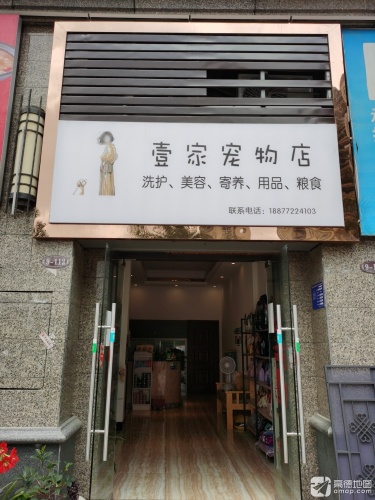 壹家宠物店
洗护、美容、寄养、用品、粮食
联系电话：18877224103
高德地图
amap.com